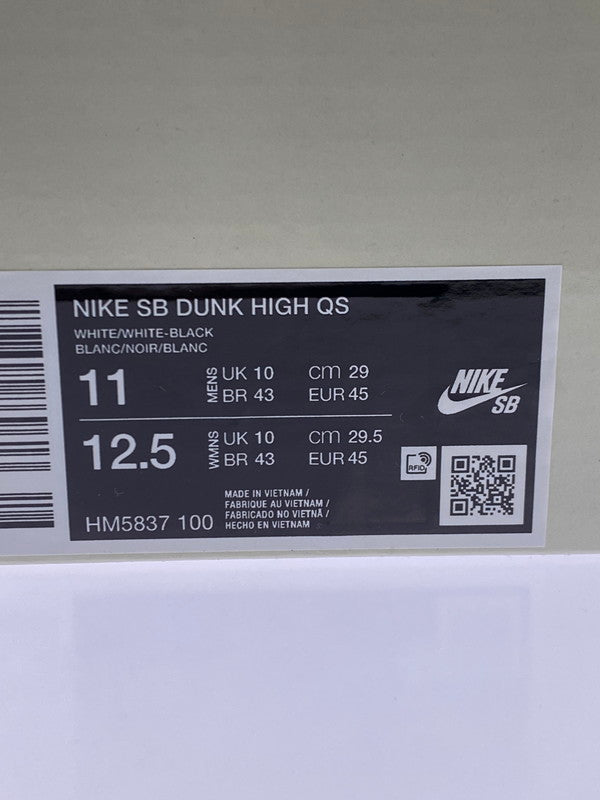 NIKE SB DUNK HIGH QS
WHITE/WHITE-BLACK
BLANC/NOIR/BLANC
11 MENS UK 10 cm 29
BR 43 EUR 45
12.5 WMNS UK 10 cm 29.5
BR 43 EUR 45
NIKE
SB
RFID
HM5837 100
MADE IN VIETNAM /
FABRIQUE AU VIETNAM /
FABRICADO NO VIETNÃ /
HECHO EN VIETNAM